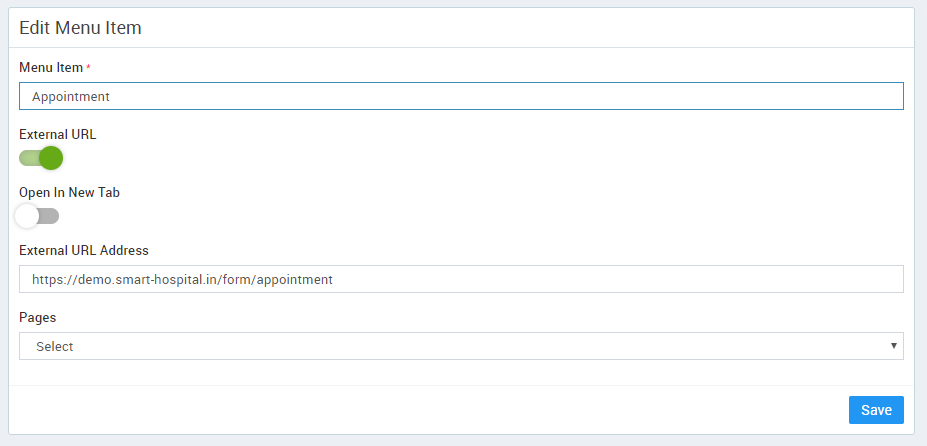 Edit Menu Item
Menu Item *
Appointment
External URL
Open In New Tab
External URL Address
https://demo.smart-hospital.in/form/appointment
Pages
Select
Save